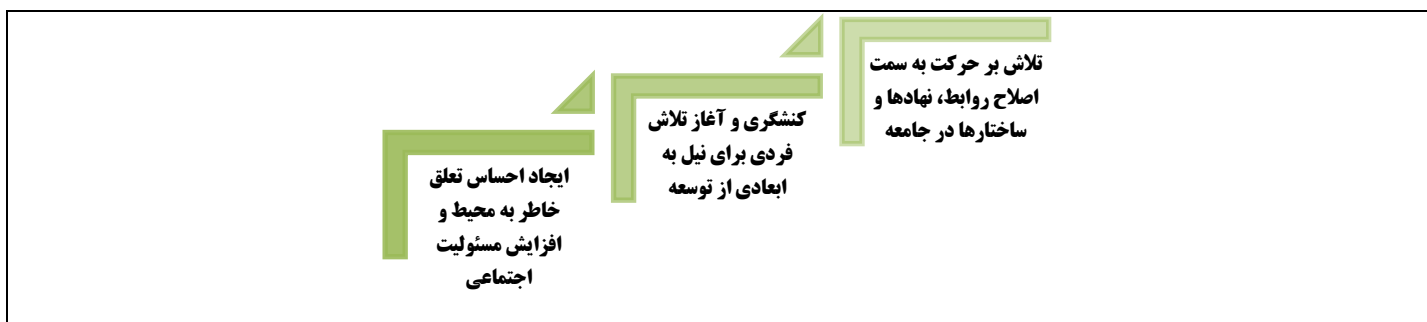 تلاش بر حرکت به سمت
اصلاح روابط، نهادها و
ساختارها در جامعه
کنشگری و آغاز تلاش
فردی برای نیل به
ابعادی از توسعه
ایجاد احساس تعلق
خاطر به محیط و
افزایش مسئولیت
اجتماعی